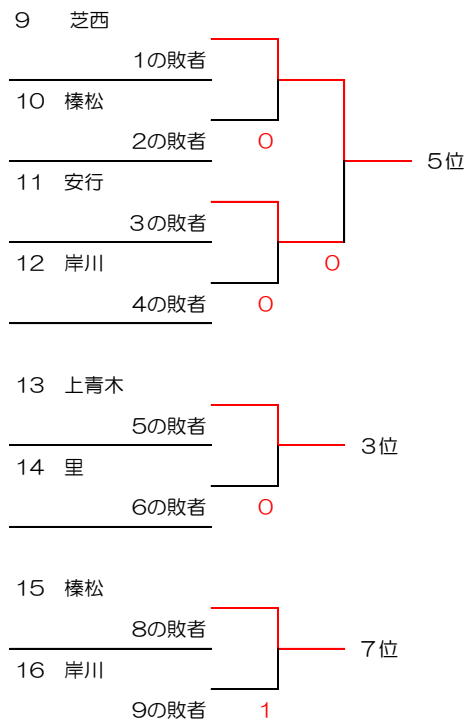 9 芝西
1の敗者
10 榛松
2の敗者 0
5位
11 安行
3の敗者
12 岸川 0
4の敗者 0
13 上青木
5の敗者
3位
14 里
6の敗者 0
15 榛松
8の敗者
7位
16 岸川
9の敗者 1